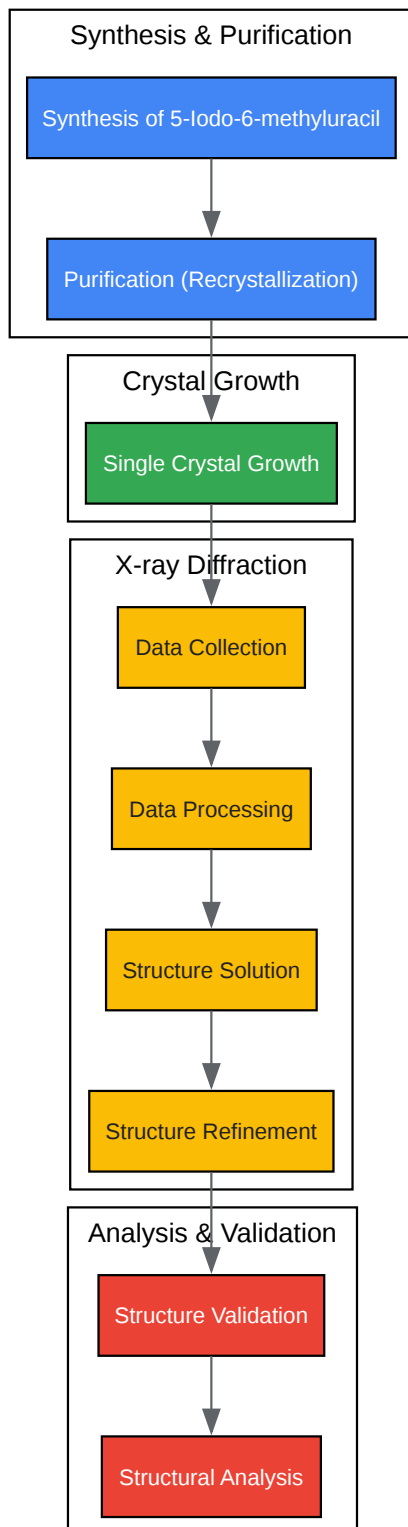 Synthesis & Purification
Synthesis of 5-Iodo-6-methyluracil
Purification (Recrystallization)
Crystal Growth
Single Crystal Growth
X-ray Diffraction
Data Collection
Data Processing
Structure Solution
Structure Refinement
Analysis & Validation
Structure Validation
Structural Analysis